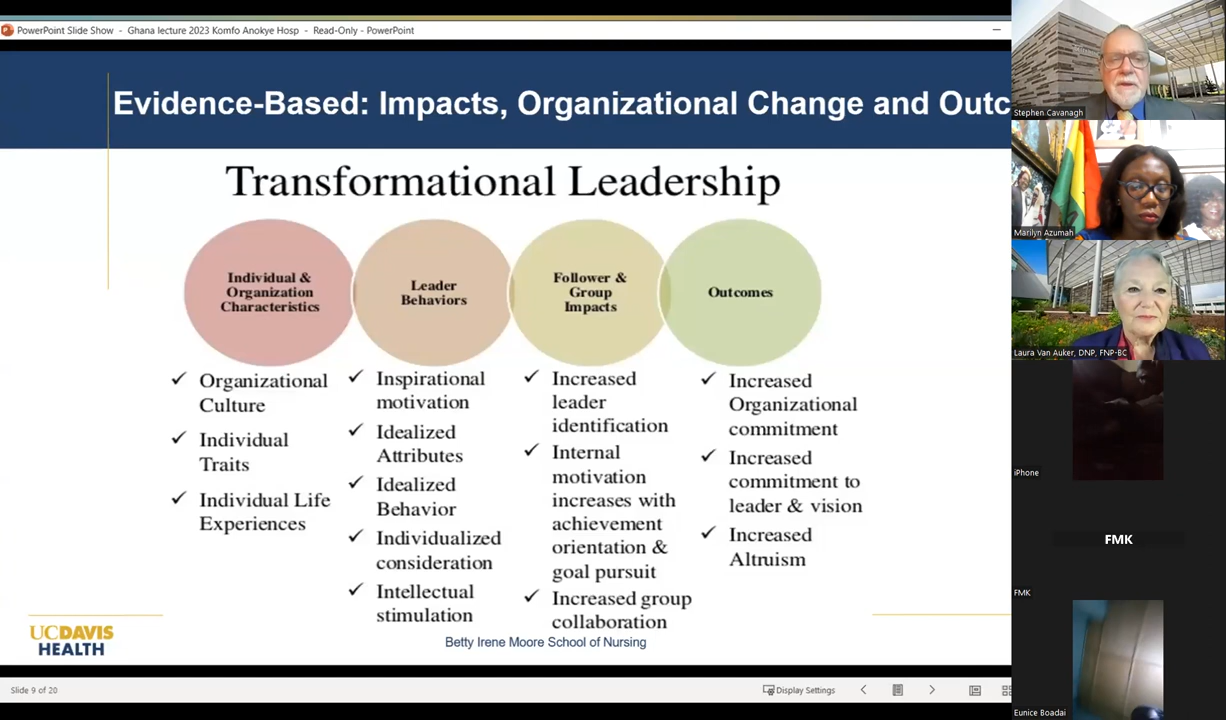 PowerPoint Slide Show - Ghana lecture 2023 Komfo Anokye Hosp - Read-Only - PowerPoint
Evidence-Based: Impacts, Organizational Change and Outc
Transformational Leadership
Individual &
Organization
Characteristics
Leader
Behaviors
Follower &
Group
Impacts
Outcomes
✓ Organizational
Culture
✓ Individual
Traits
✓ Individual Life
Experiences
✓ Inspirational
motivation
✓ Idealized
Attributes
✓ Idealized
Behavior
✓ Individualized
consideration
✓ Intellectual
stimulation
✓ Increased
leader
identification
✓ Internal
motivation
increases with
achievement
orientation &
goal pursuit
✓ Increased group
collaboration
✓ Increased
Organizational
commitment
✓ Increased
commitment to
leader & vision
✓ Increased
Altruism
UCDAVIS
HEALTH
Betty Irene Moore School of Nursing
Slide 9 of 20
Display Settings
Stephen Cavanagh
Marilyn Azumah
Laura Van Auker, DNP, FNP-BC
iPhone
FMK
FMK
Eunice Boadai